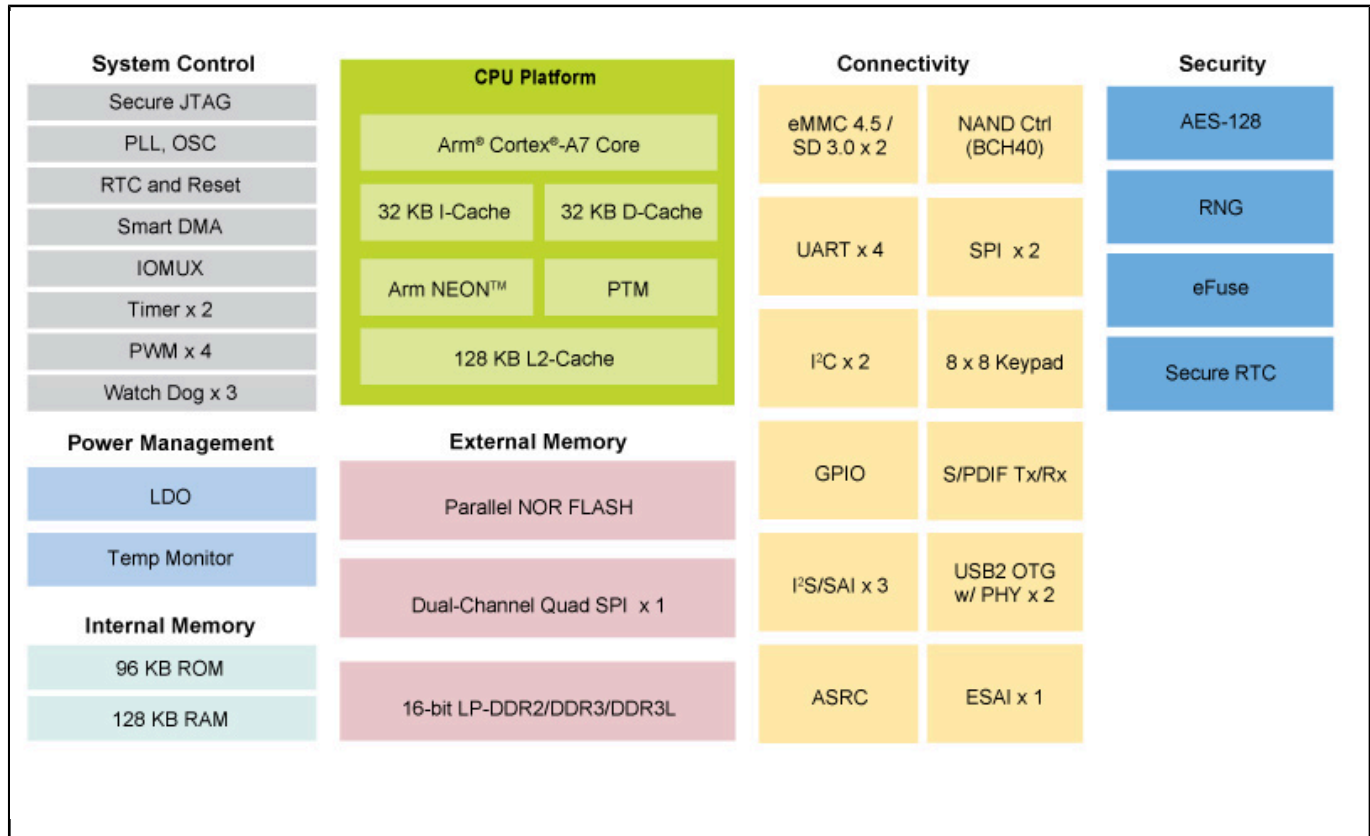 System Control
Secure JTAG
PLL, OSC
RTC and Reset
Smart DMA
IOMUX
Timer x 2
PWM x 4
Watch Dog x 3
Power Management
LDO
Temp Monitor
Internal Memory
96 KB ROM
128 KB RAM
CPU Platform
Arm® Cortex®-A7 Core
32 KB I-Cache
32 KB D-Cache
Arm NEON™
PTM
128 KB L2-Cache
External Memory
Parallel NOR FLASH
Dual-Channel Quad SPI x 1
16-bit LP-DDR2/DDR3/DDR3L
Connectivity
eMMC 4.5 /
SD 3.0 x 2
NAND Ctrl
(BCH40)
UART x 4
SPI x 2
I²C x 2
8 x 8 Keypad
GPIO
S/PDIF Tx/Rx
I²S/SAI x 3
USB2 OTG
w/ PHY x 2
ASRC
ESAI x 1
Security
AES-128
RNG
eFuse
Secure RTC